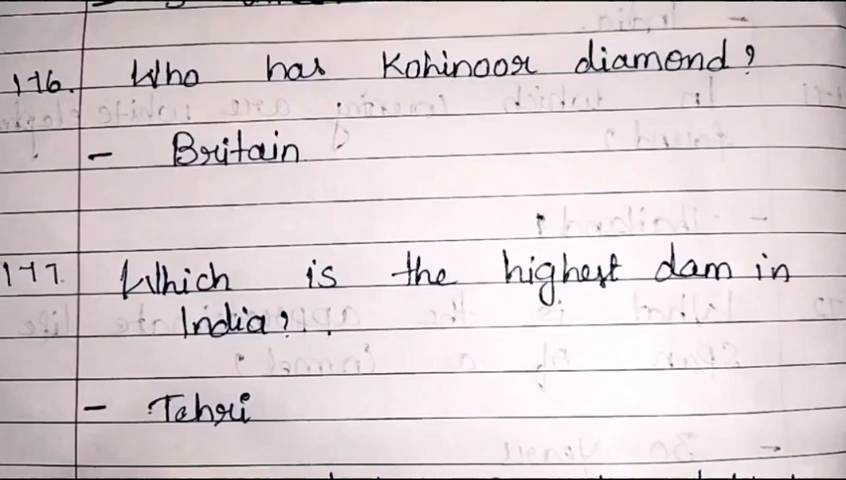 176. Who has Kohinoor diamond?
- Britain
177. Which is the highest dam in
India?
- Tehri